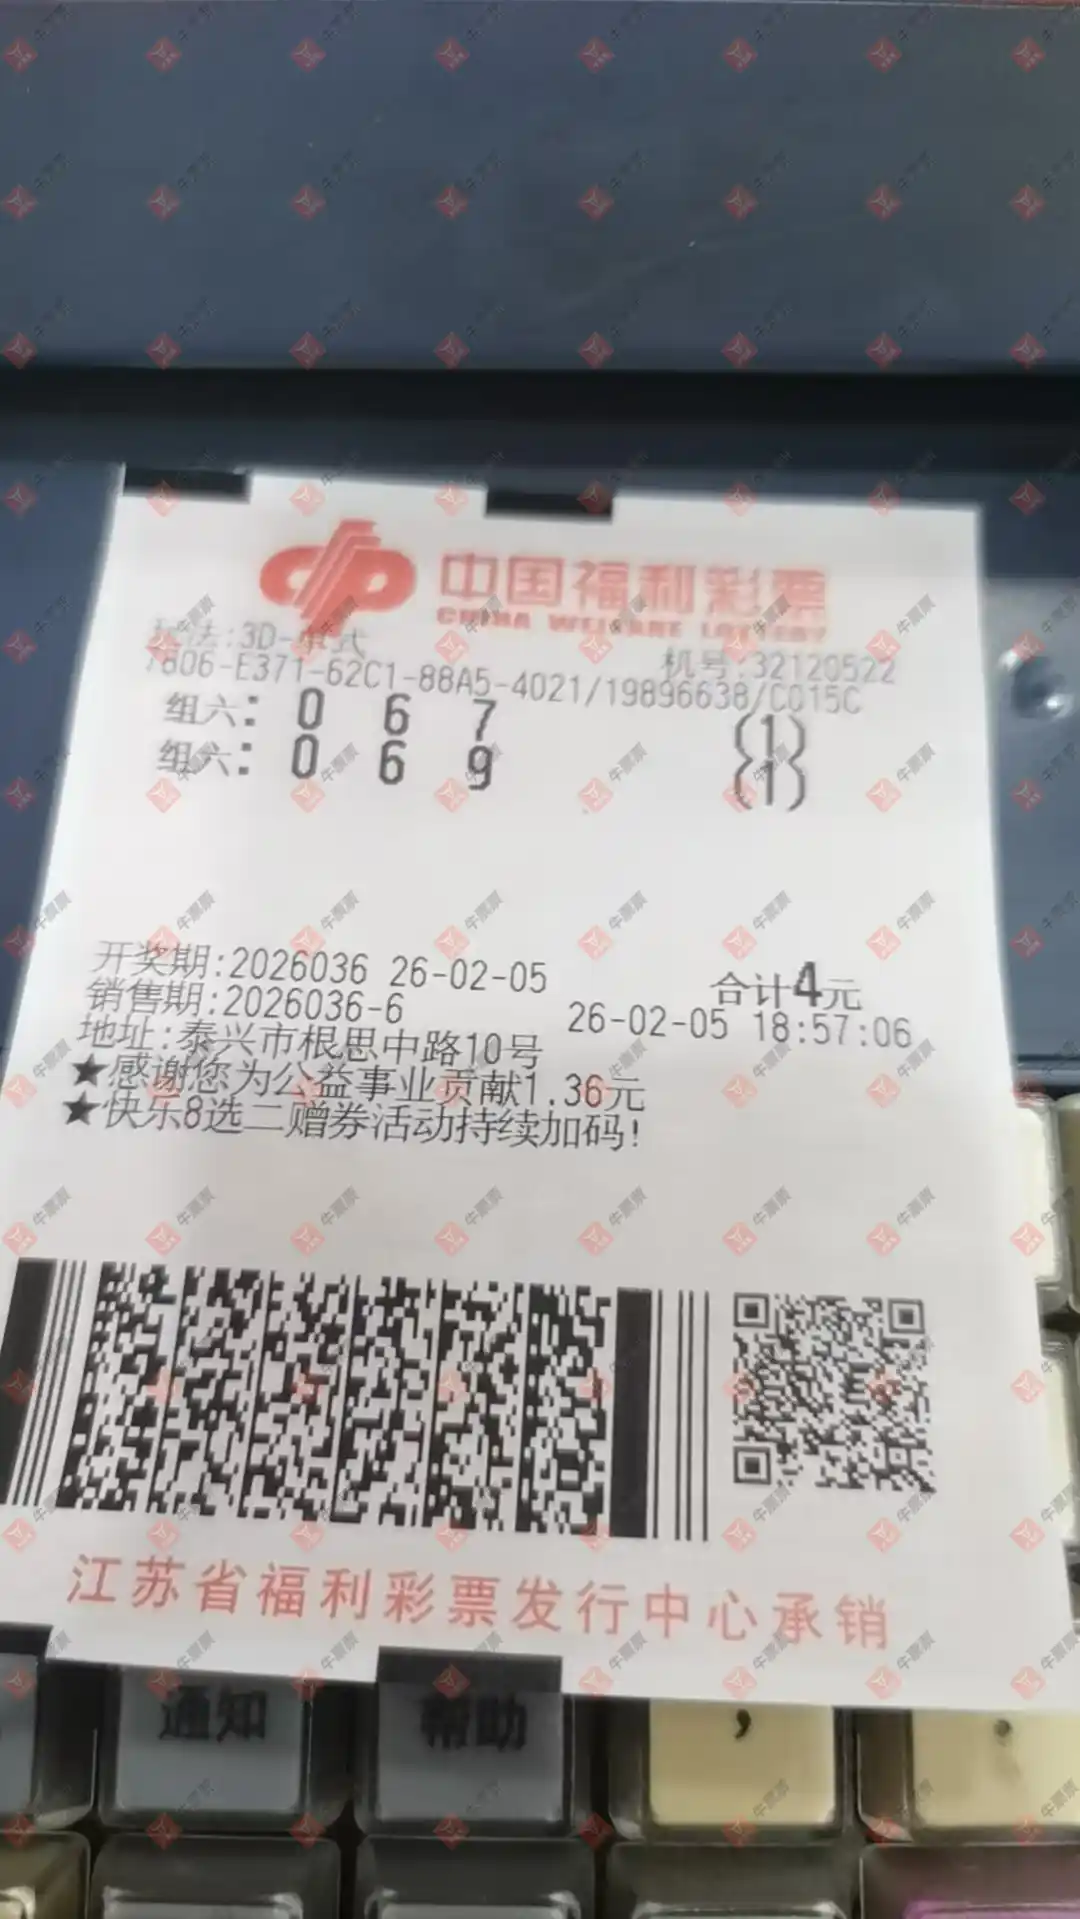 中国福利彩票
CHINA WELFARE LOTTERY
玩法:3D-单式
机号:32120522
7806-E371-62C1-88A5-4021/19896638/C015C
组六: 0 6 7 (1)
组六: 0 6 9 (1)
开奖期:2026036 26-02-05 合计4元
销售期:2026036-6 26-02-05 18:57:06
地址:泰兴市根思中路10号
★感谢您为公益事业贡献1.36元
★快乐8选二赠券活动持续加码!
江苏省福利彩票发行中心承销
通知 帮助 , .
牛票票